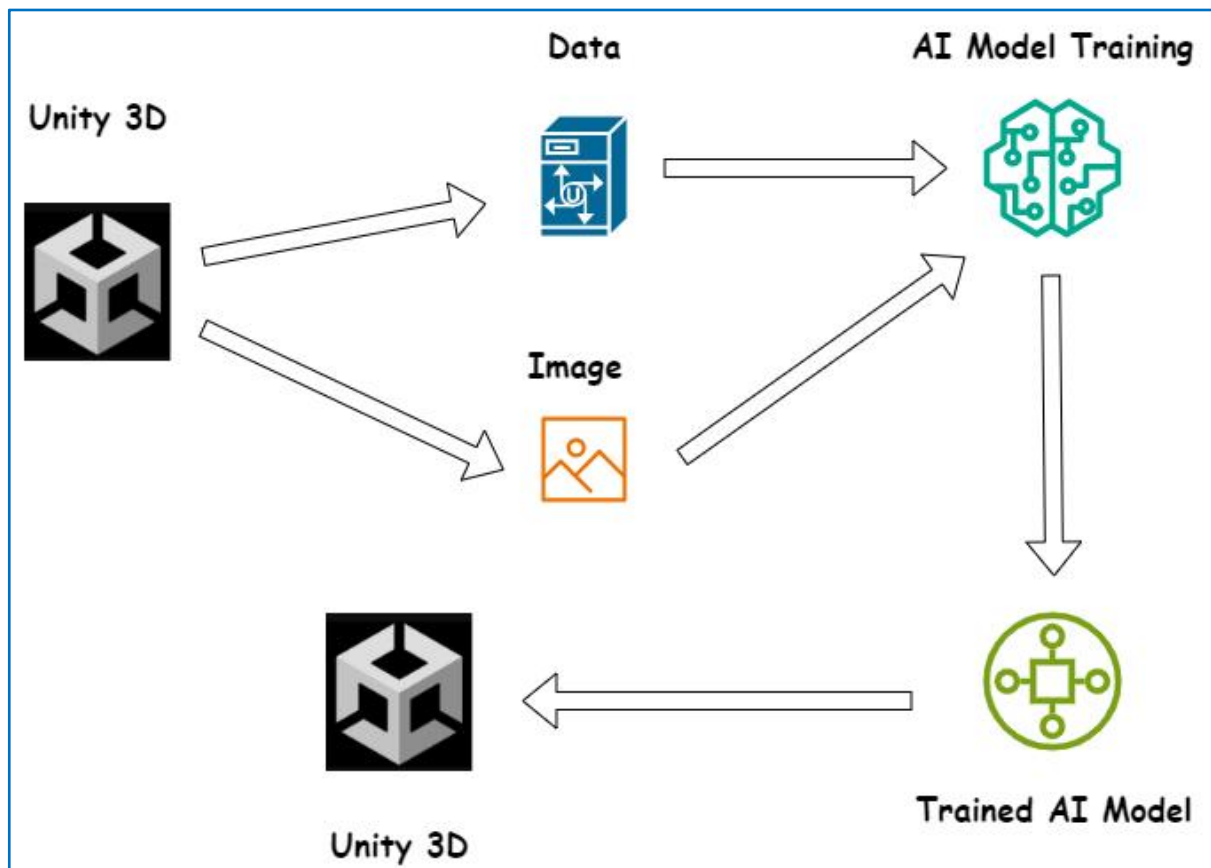 Data
AI Model Training
Unity 3D
U
Image
Trained AI Model
Unity 3D